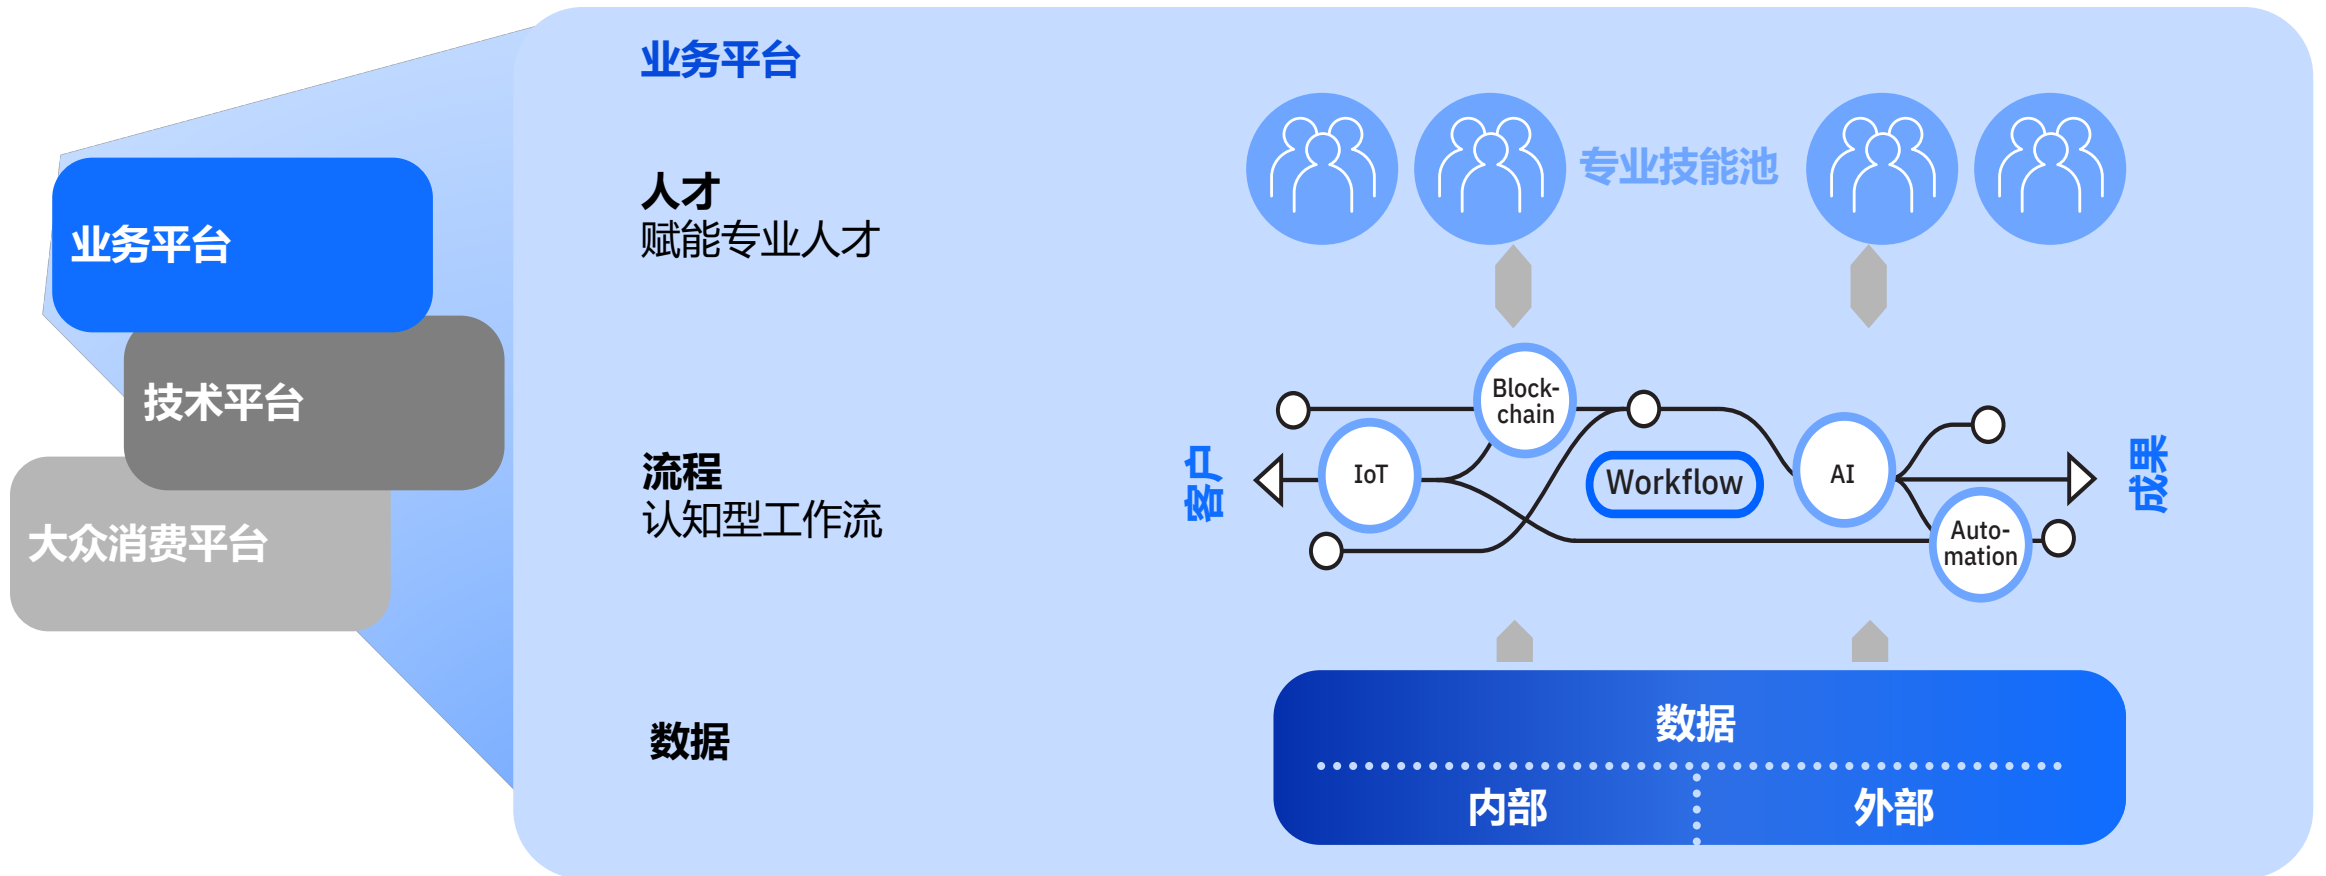 业务平台
技术平台
大众消费平台
业务平台
人才
赋能专业人才
流程
认知型工作流
数据
专业技能池
客户
IoT
Block-
chain
Workflow
AI
Auto-
mation
成果
数据
内部
外部